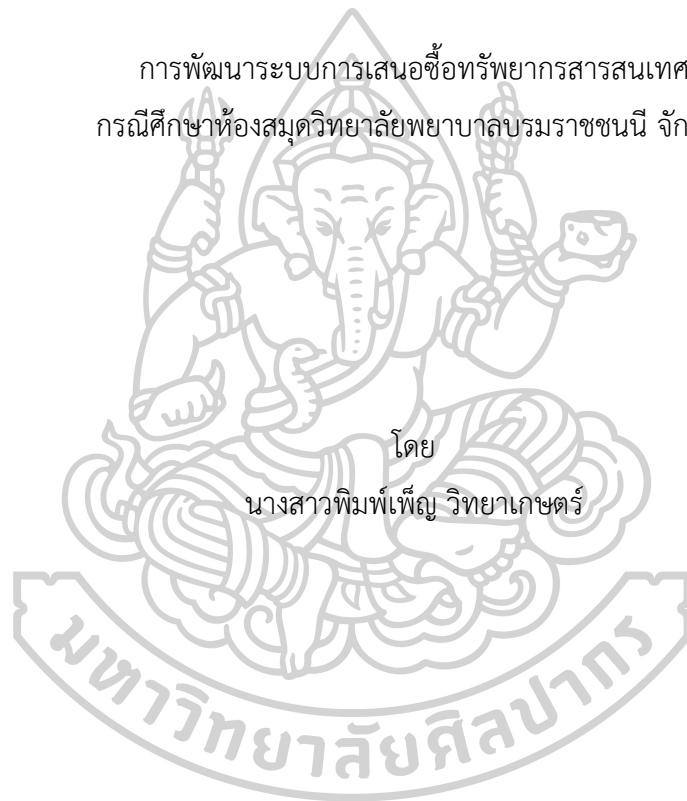 การพัฒนาระบบการเสนอซื้อทรัพยากรสารสนเทศ
กรณีศึกษาห้องสมุดวิทยาลัยพยาบาลบรมราชชนนี จัก
โดย
นางสาวพิมพ์เพ็ญ วิทยาเกษตร์
มหาวิทยาลัยศิลปากร